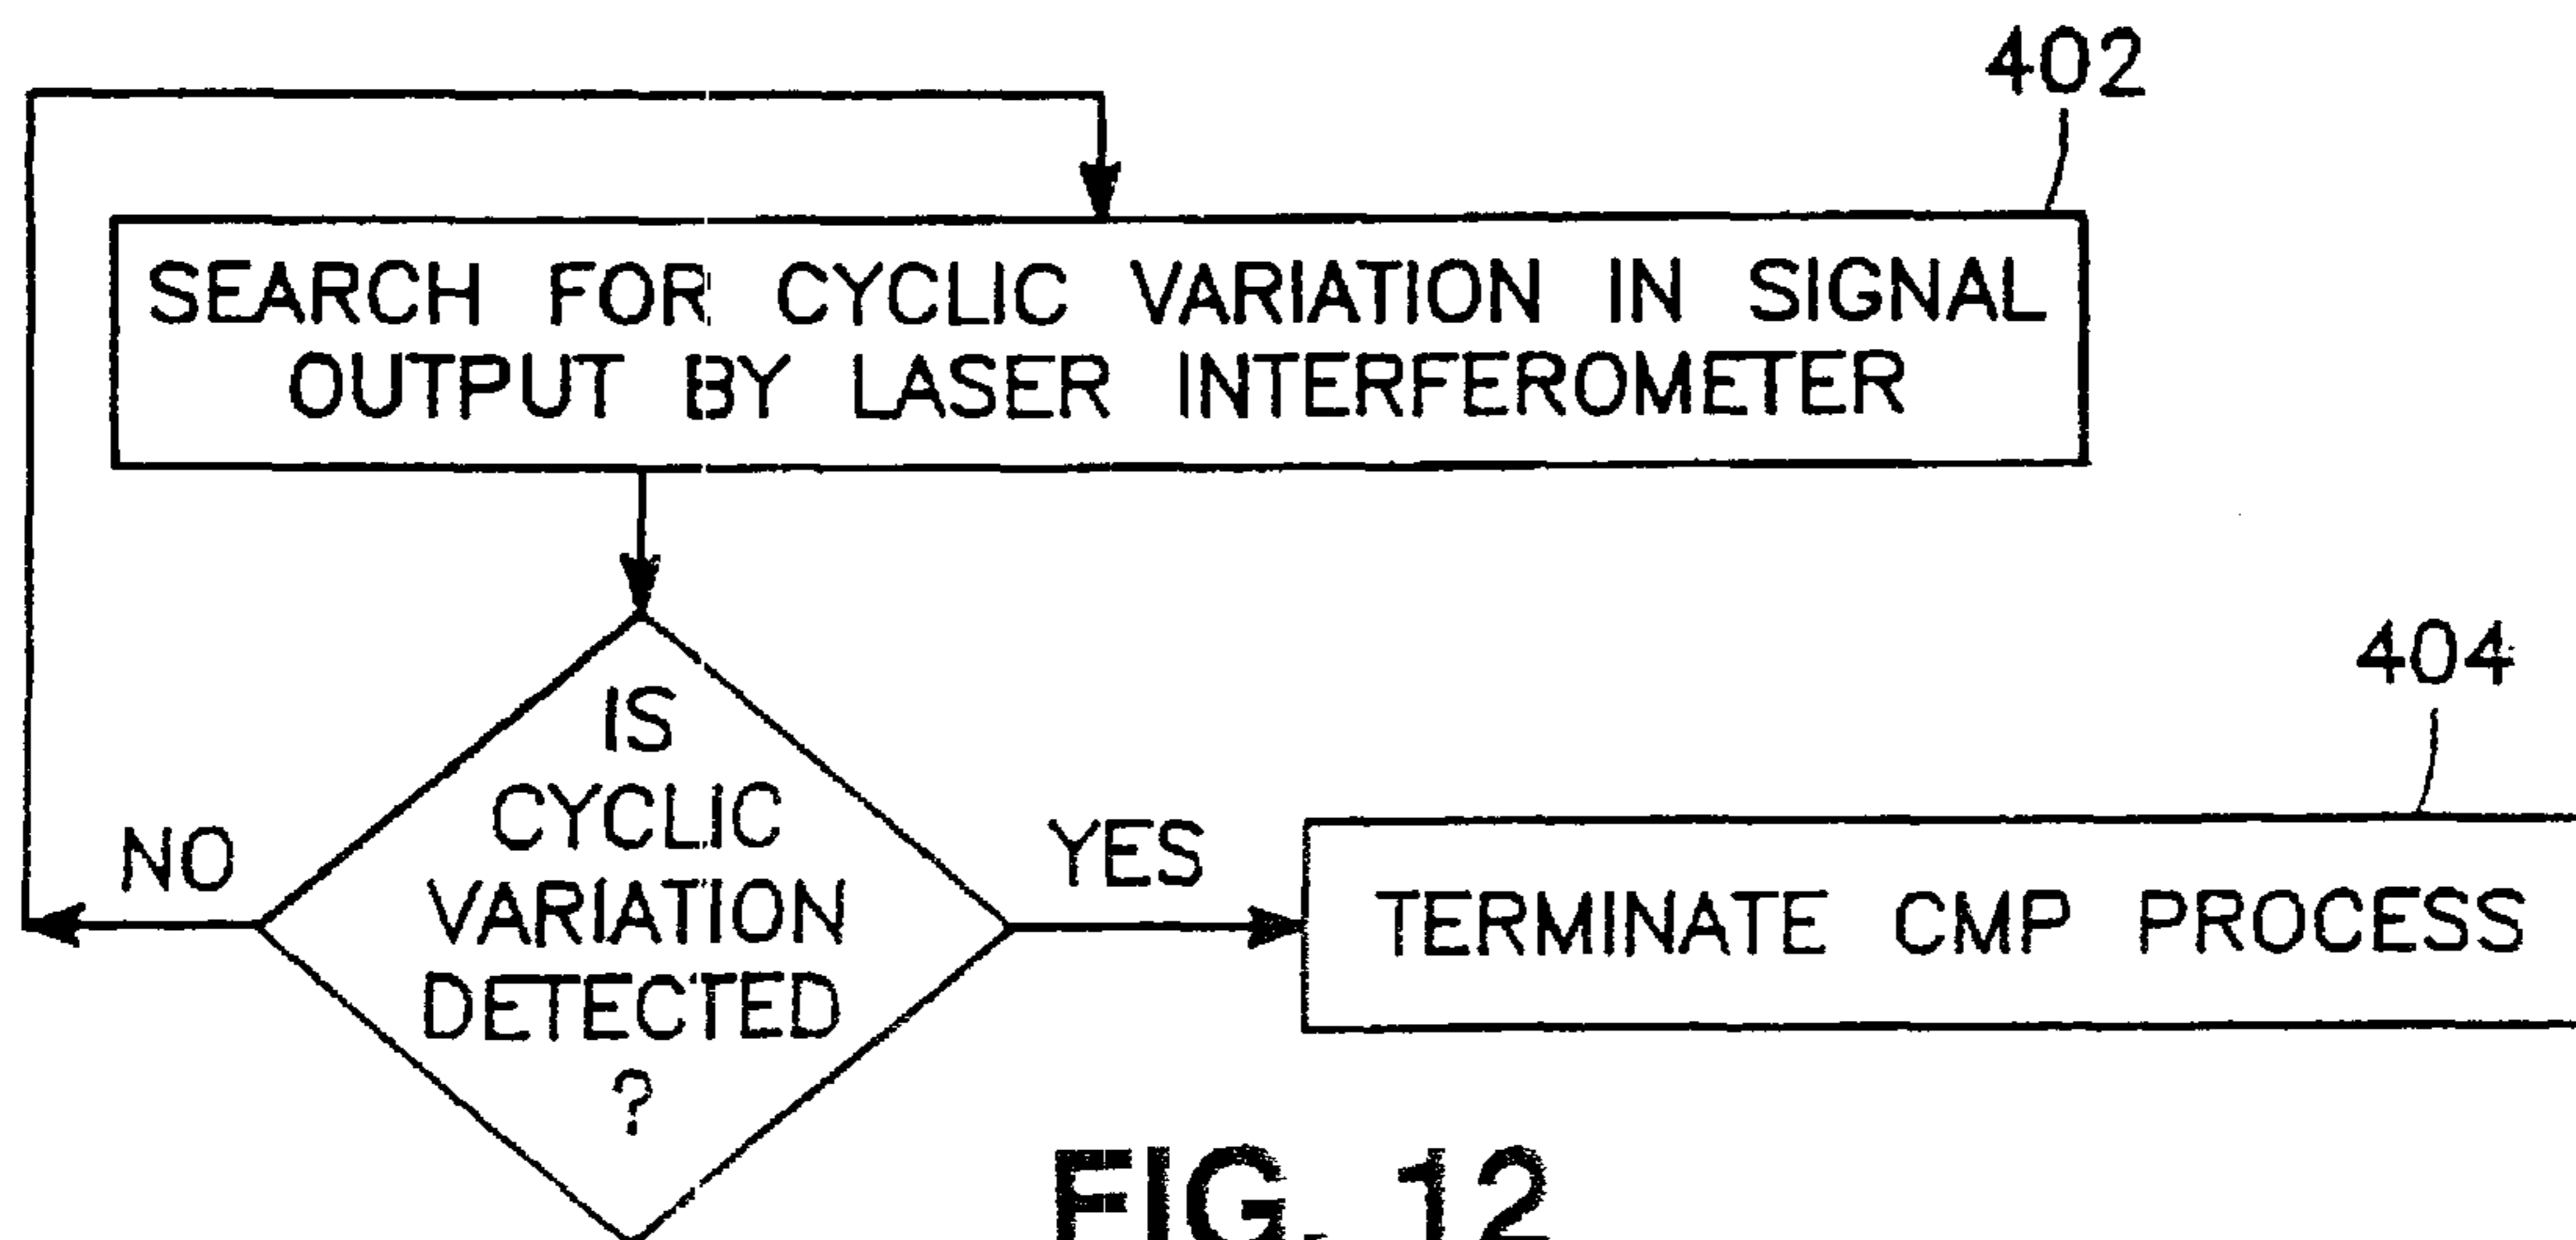 402
SEARCH FOR CYCLIC VARIATION IN SIGNAL
OUTPUT BY LASER INTERFEROMETER
404
IS
CYCLIC
VARIATION
DETECTED
?
NO
YES
TERMINATE CMP PROCESS
FIG. 12